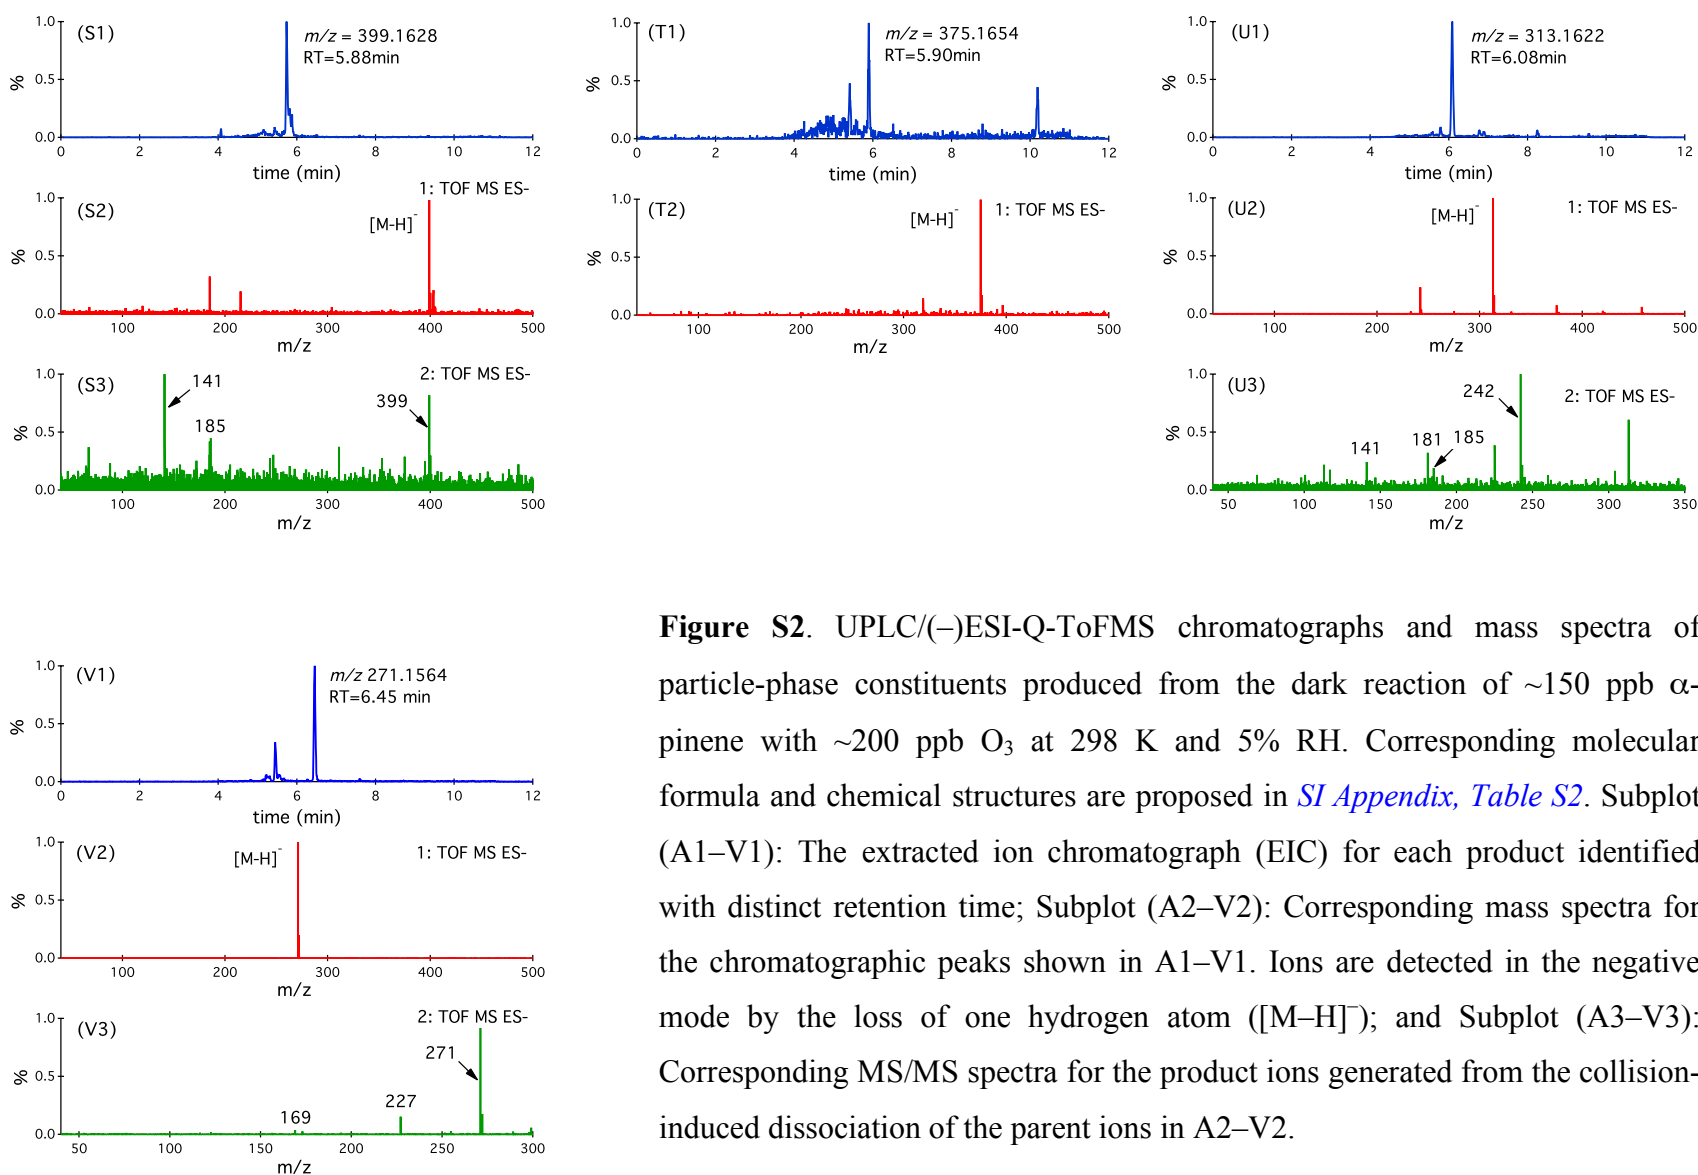 (S1)
m/z = 399.1628
RT=5.88min
1.0
0.5
0.0
%
0 2 4 6 8 10 12
time (min)
(T1)
m/z = 375.1654
RT=5.90min
1.0
0.5
0.0
%
0 2 4 6 8 10 12
time (min)
(U1)
m/z = 313.1622
RT=6.08min
1.0
0.5
0.0
%
0 2 4 6 8 10 12
time (min)
(S2)
1: TOF MS ES-
[M-H]-
1.0
0.5
0.0
%
100 200 300 400 500
m/z
(T2)
[M-H]-
1: TOF MS ES-
1.0
0.5
0.0
%
100 200 300 400 500
m/z
(U2)
[M-H]-
1: TOF MS ES-
1.0
0.5
0.0
%
100 200 300 400 500
m/z
(S3)
2: TOF MS ES-
141
185
399
1.0
0.5
0.0
%
100 200 300 400 500
m/z
(U3)
2: TOF MS ES-
242
141
181
185
1.0
0.5
0.0
%
50 100 150 200 250 300 350
m/z
(V1)
m/z 271.1564
RT=6.45 min
1.0
0.5
0.0
%
0 2 4 6 8 10 12
time (min)
(V2)
[M-H]-
1: TOF MS ES-
1.0
0.5
0.0
%
100 200 300 400 500
m/z
(V3)
2: TOF MS ES-
271
227
169
1.0
0.5
0.0
%
50 100 150 200 250 300
m/z
Figure S2. UPLC/(–)ESI-Q-ToFMS chromatographs and mass spectra of
particle-phase constituents produced from the dark reaction of ~150 ppb α-
pinene with ~200 ppb O3 at 298 K and 5% RH. Corresponding molecular
formula and chemical structures are proposed in SI Appendix, Table S2. Subplot
(A1–V1): The extracted ion chromatograph (EIC) for each product identified
with distinct retention time; Subplot (A2–V2): Corresponding mass spectra for
the chromatographic peaks shown in A1–V1. Ions are detected in the negative
mode by the loss of one hydrogen atom ([M–H]–); and Subplot (A3–V3):
Corresponding MS/MS spectra for the product ions generated from the collision-
induced dissociation of the parent ions in A2–V2.